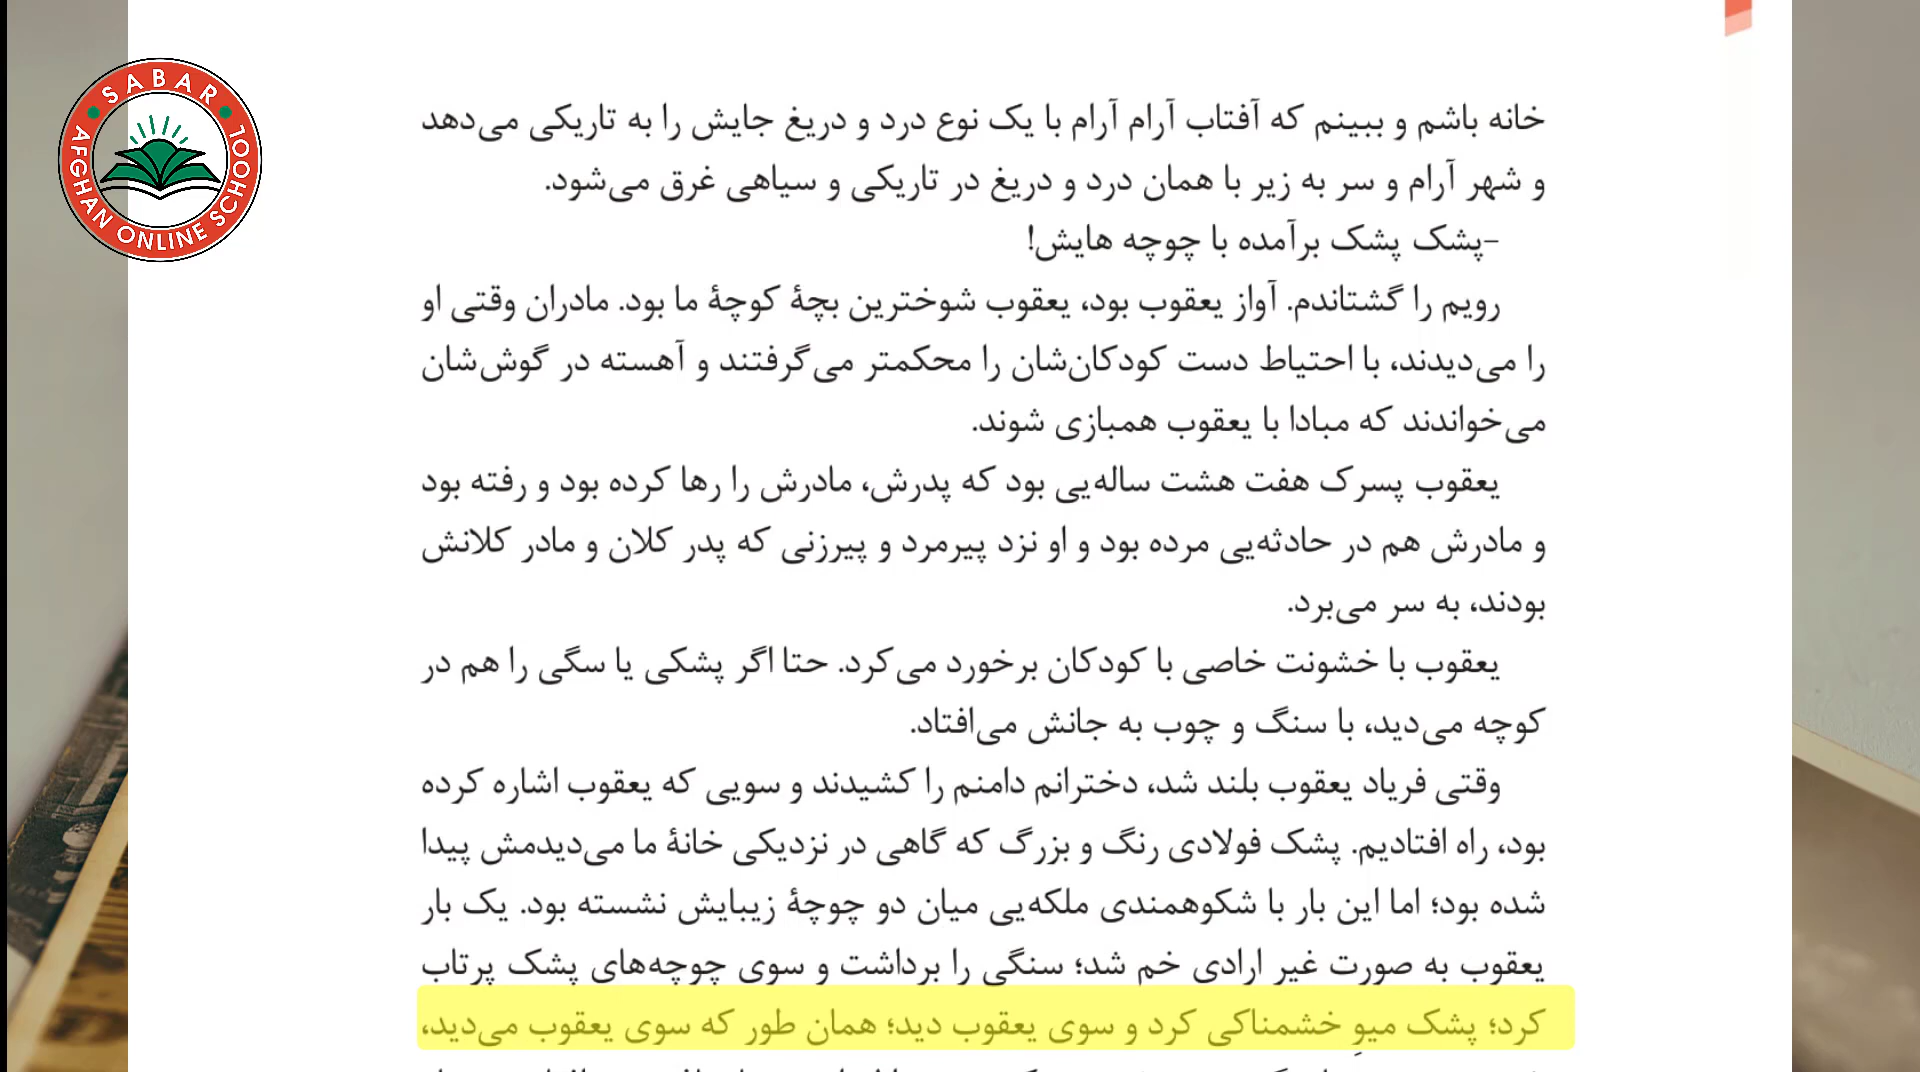 SABAR
AFGHAN ONLINE SCHOOL
خانه باشم و ببینم که آفتاب آرام آرام با یک نوع درد و دریغ جایش را به تاریکی می‌دهد
و شهر آرام و سر به زیر با همان درد و دریغ در تاریکی و سیاهی غرق می‌شود.
-پشک پشک برآمده با چوچه هایش!
رویم را گشتاندم. آواز یعقوب بود، یعقوب شوخترین بچۀ کوچۀ ما بود. مادران وقتی او
را می‌دیدند، با احتیاط دست کودکان‌شان را محکمتر می‌گرفتند و آهسته در گوش‌شان
می‌خواندند که مبادا با یعقوب همبازی شوند.
یعقوب پسرک هفت هشت ساله‌یی بود که پدرش، مادرش را رها کرده بود و رفته بود
و مادرش هم در حادثه‌یی مرده بود و او نزد پیرمرد و پیرزنی که پدر کلان و مادر کلانش
بودند، به سر می‌برد.
یعقوب با خشونت خاصی با کودکان برخورد می‌کرد. حتا اگر پشکی یا سگی را هم در
کوچه می‌دید، با سنگ و چوب به جانش می‌افتاد.
وقتی فریاد یعقوب بلند شد، دخترانم دامنم را کشیدند و سویی که یعقوب اشاره کرده
بود، راه افتادیم. پشک فولادی رنگ و بزرگ که گاهی در نزدیکی خانۀ ما می‌دیدمش پیدا
شده بود؛ اما این بار با شکوهمندی ملکه‌یی میان دو چوچۀ زیبایش نشسته بود. یک بار
یعقوب به صورت غیر ارادی خم شد؛ سنگی را برداشت و سوی چوچه‌های پشک پرتاب
کرد؛ پشک میوِ خشمناکی کرد و سوی یعقوب دید؛ همان طور که سوی یعقوب می‌دید،